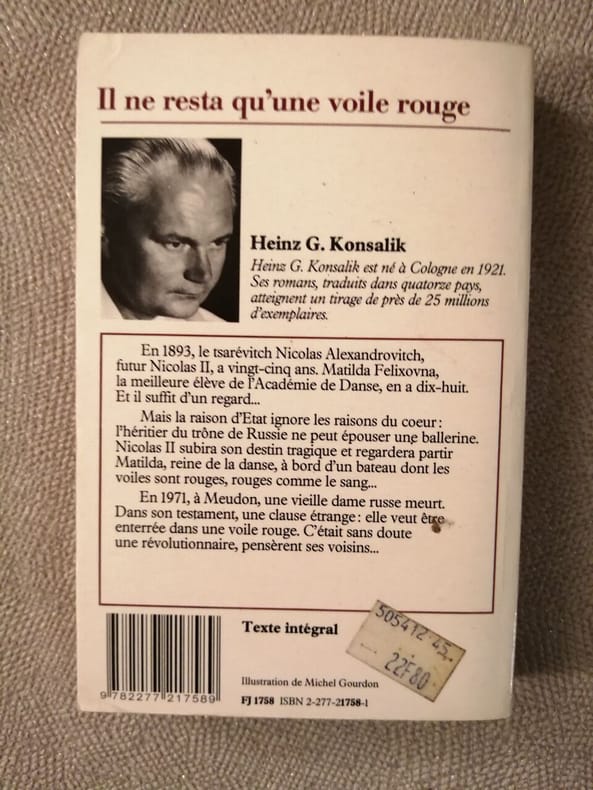 Il ne resta qu'une voile rouge
Heinz G. Konsalik
Heinz G. Konsalik est né à Cologne en 1921.
Ses romans, traduits dans quatorze pays,
atteignent un tirage de près de 25 millions
d'exemplaires.
En 1893, le tsarévitch Nicolas Alexandrovitch,
futur Nicolas II, a vingt-cinq ans. Matilda Felixovna,
la meilleure élève de l'Académie de Danse, en a dix-huit.
Et il suffit d'un regard...
Mais la raison d'Etat ignore les raisons du coeur :
l'héritier du trône de Russie ne peut épouser une ballerine.
Nicolas II subira son destin tragique et regardera partir
Matilda, reine de la danse, à bord d'un bateau dont les
voiles sont rouges, rouges comme le sang...
En 1971, à Meudon, une vieille dame russe meurt.
Dans son testament, une clause étrange : elle veut être
enterrée dans une voile rouge. C'était sans doute
une révolutionnaire, pensèrent ses voisins...
Texte intégral
505412 45
22F80
Illustration de Michel Gourdon
FJ 1758 ISBN 2-277-21758-1
9 782277 217589